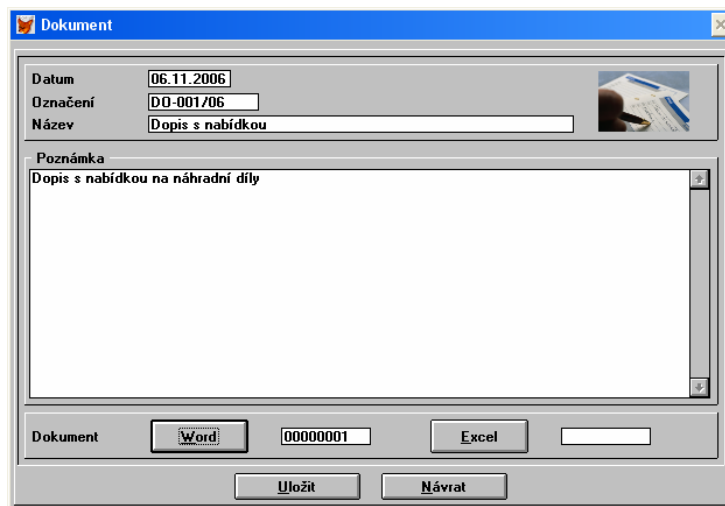 Dokument
Datum 06.11.2006
Označení DO-001/06
Název Dopis s nabídkou
Poznámka
Dopis s nabídkou na náhradní díly
Dokument Word 00000001 Excel
Uložit Návrat